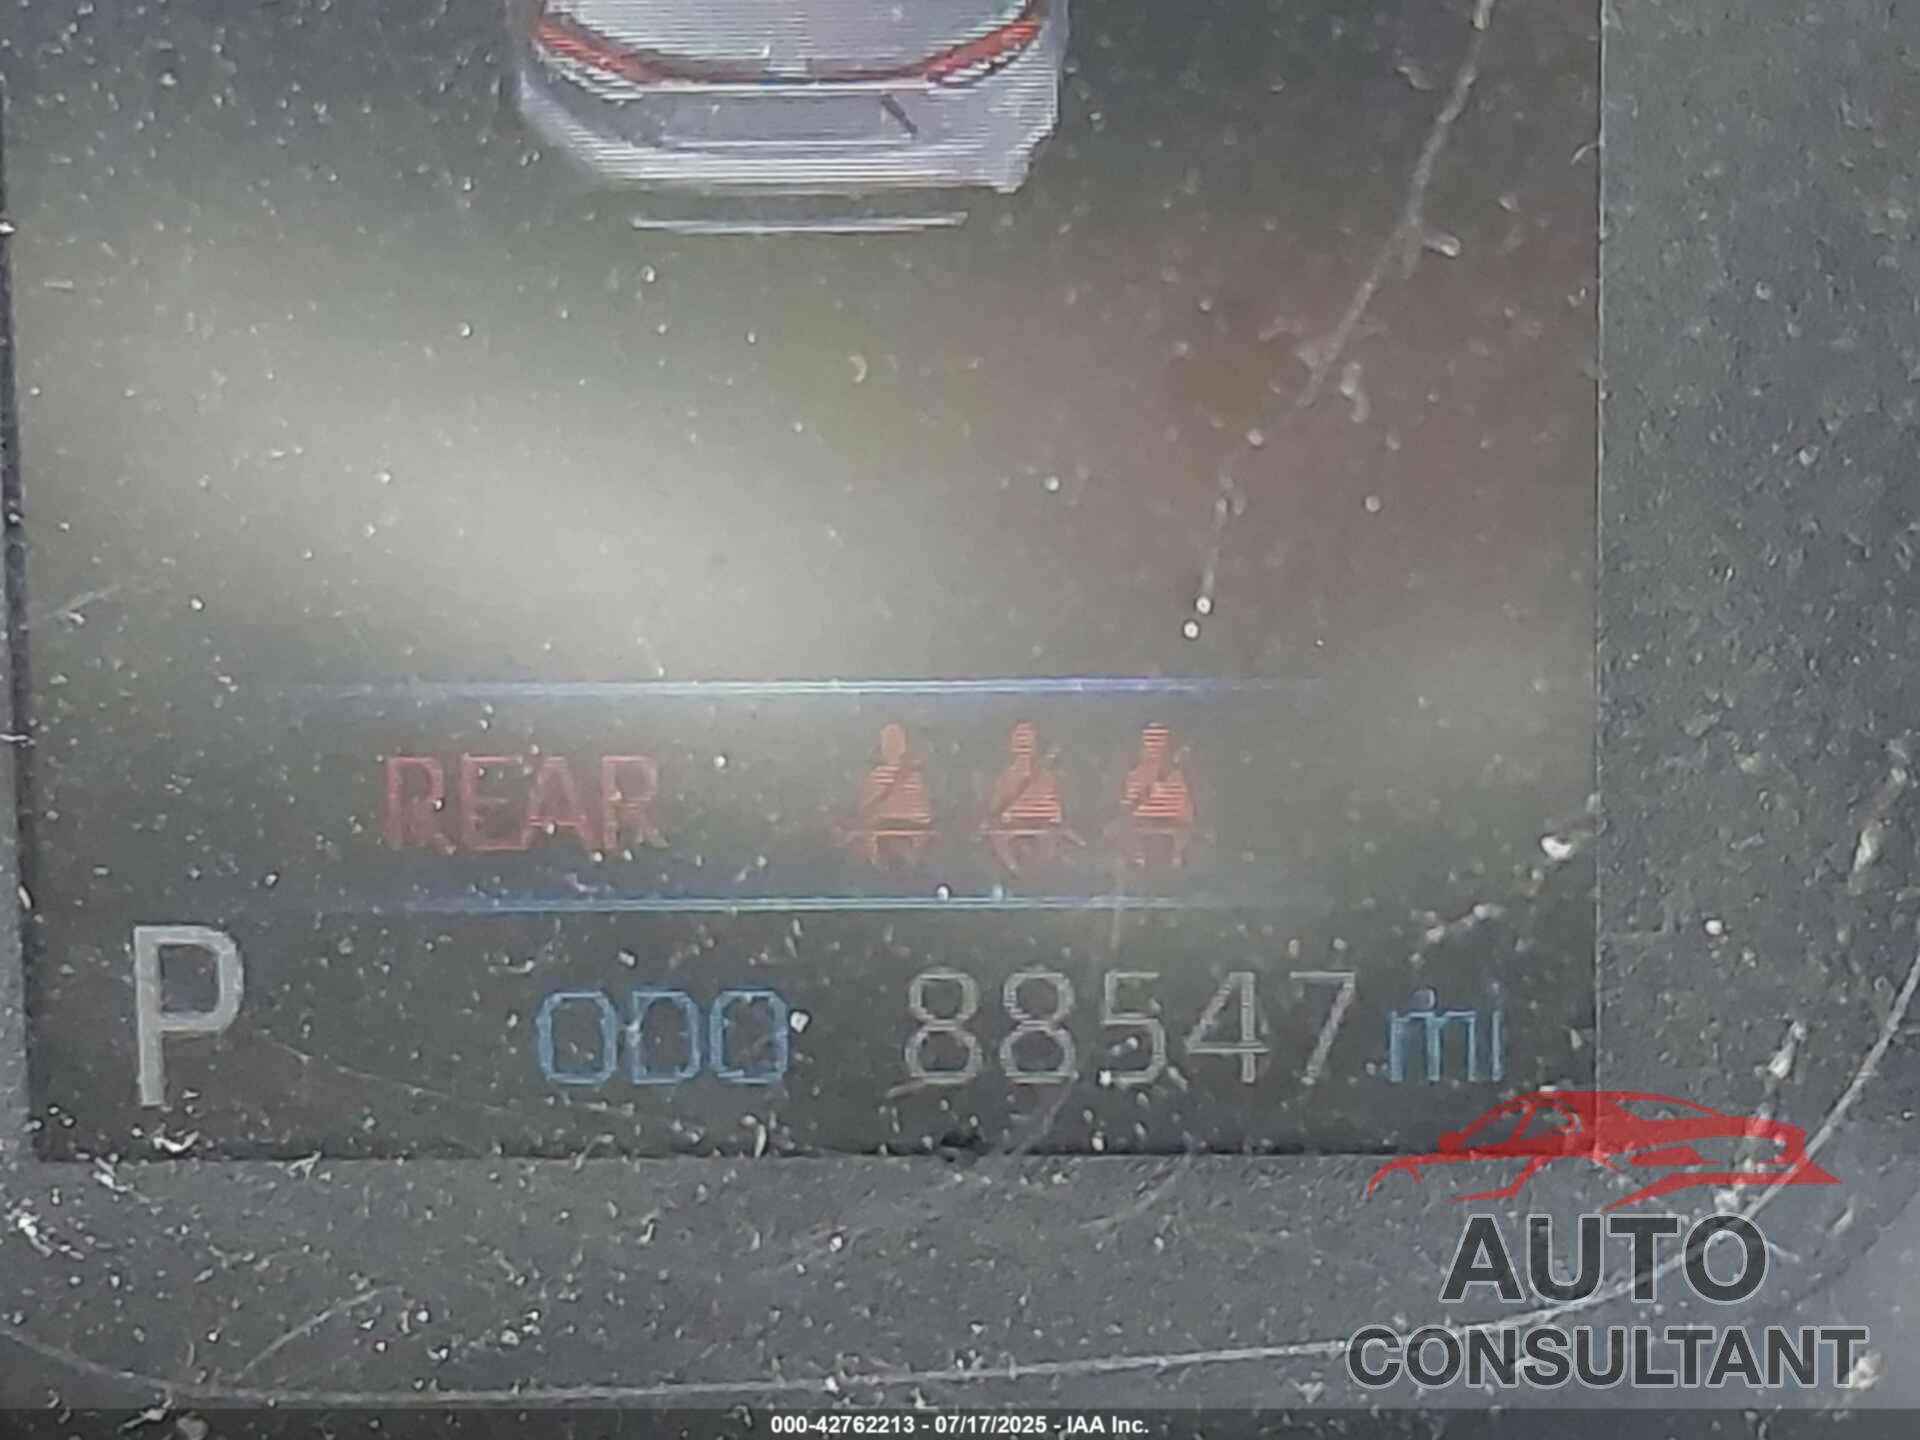 REAR
P ODO 88547 mi
AUTO
CONSULTANT
000-42762213 - 07/17/2025 - IAA Inc.